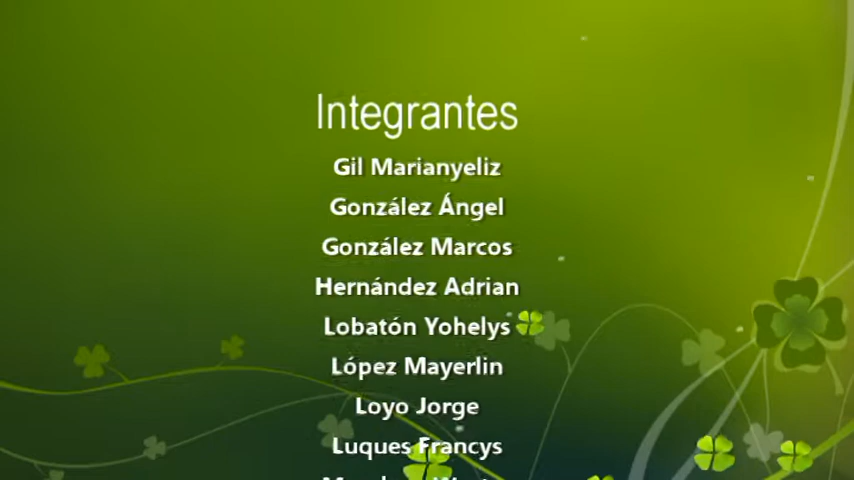 Integrantes
Gil Marianyeliz
González Ángel
González Marcos
Hernández Adrian
Lobatón Yohelys
López Mayerlin
Loyo Jorge
Luques Francys